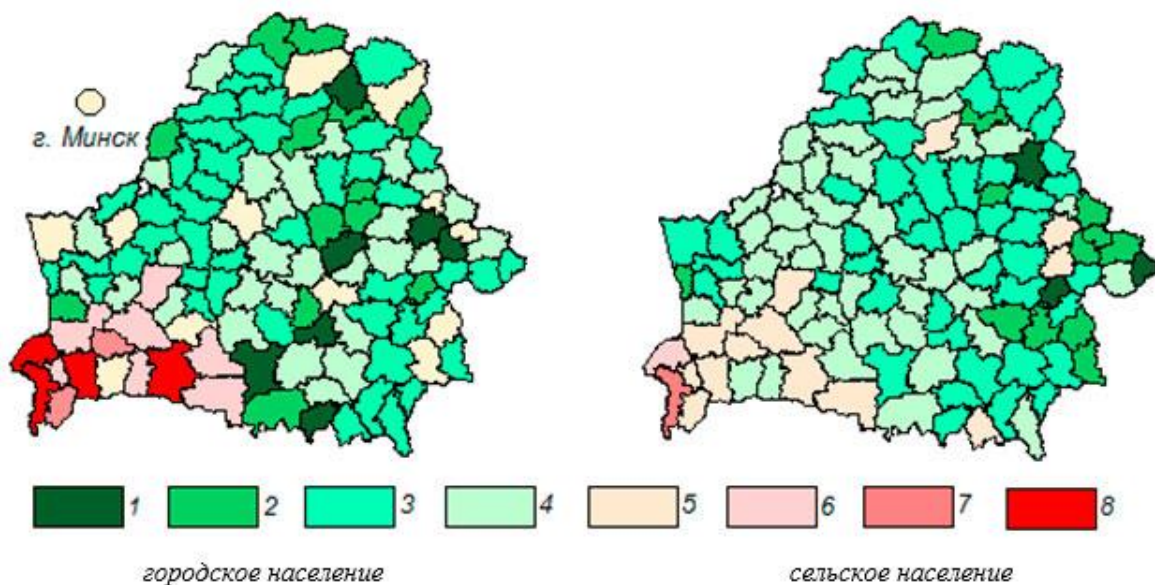 г. Минск
1 2 3 4 5 6 7 8
городское население сельское население